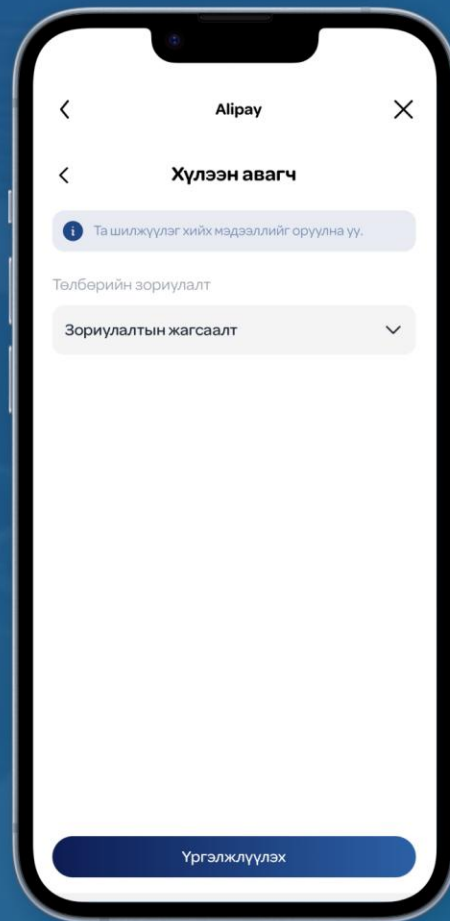 Alipay
Хүлээн авагч
Та шилжүүлэг хийх мэдээллийг оруулна уу.
Төлбөрийн зориулалт
Зориулалтын жагсаалт
Үргэлжлүүлэх